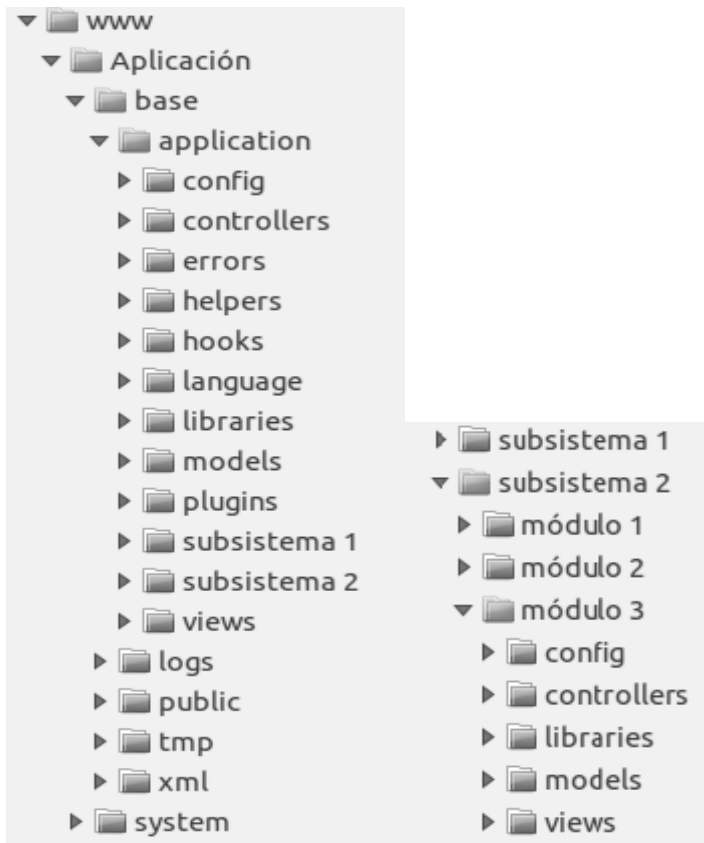 www
Aplicación
base
application
config
controllers
errors
helpers
hooks
language
libraries
models
plugins
subsistema 1
subsistema 2
views
logs
public
tmp
xml
system
subsistema 1
subsistema 2
módulo 1
módulo 2
módulo 3
config
controllers
libraries
models
views